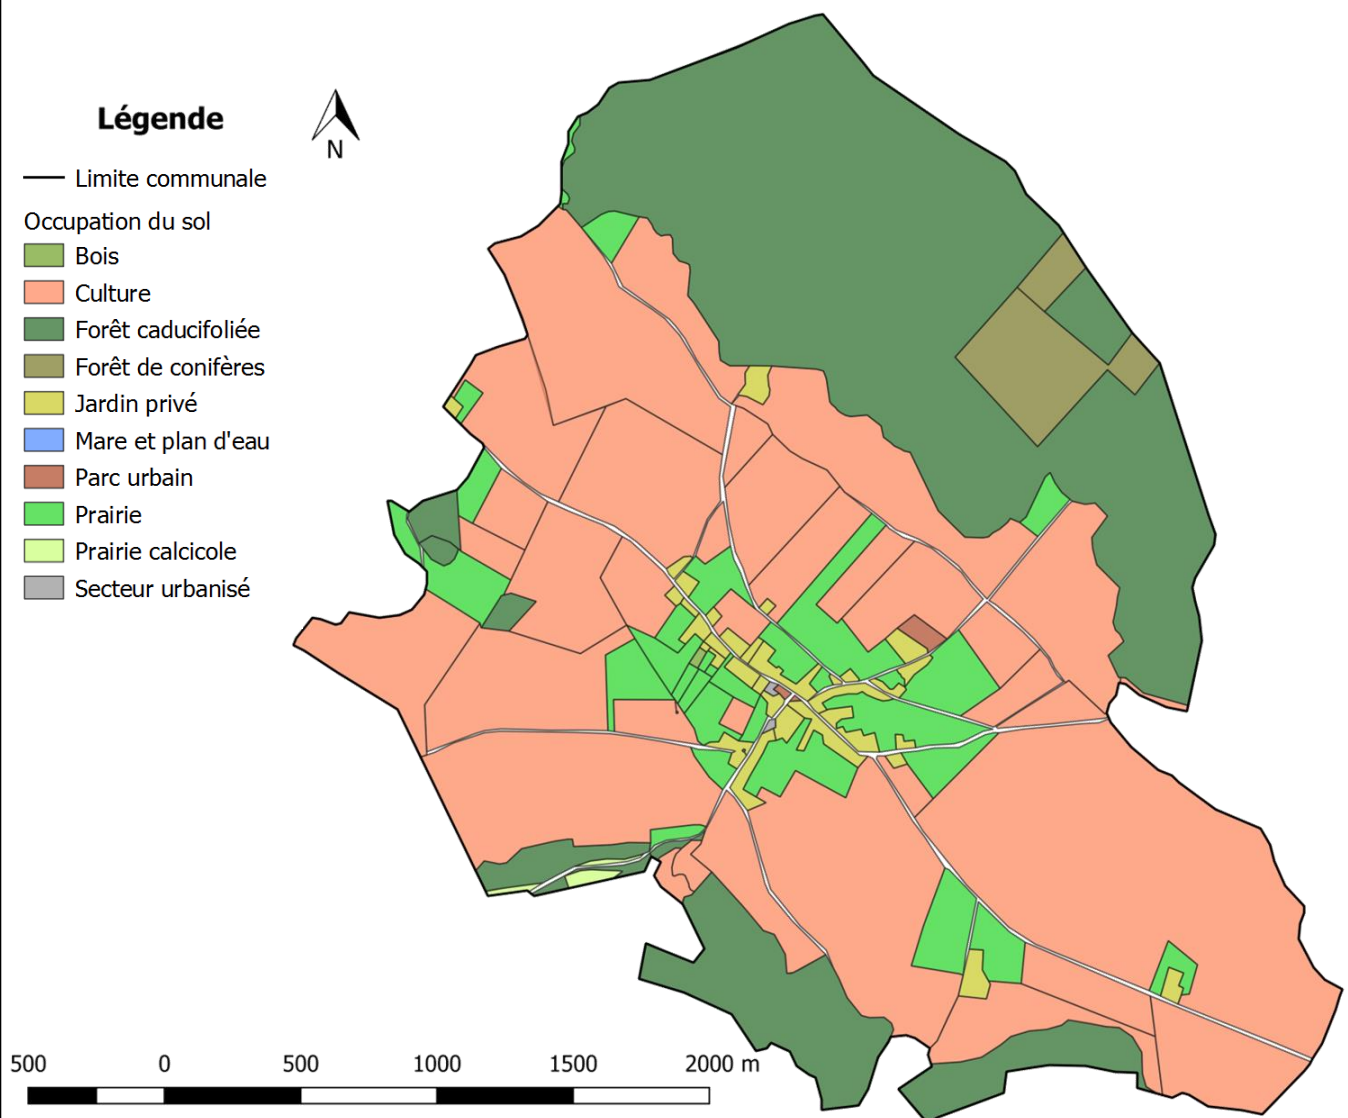 Légende
N
Limite communale
Occupation du sol
Bois
Culture
Forêt caducifoliée
Forêt de conifères
Jardin privé
Mare et plan d'eau
Parc urbain
Prairie
Prairie calcicole
Secteur urbanisé
500 0 500 1000 1500 2000 m